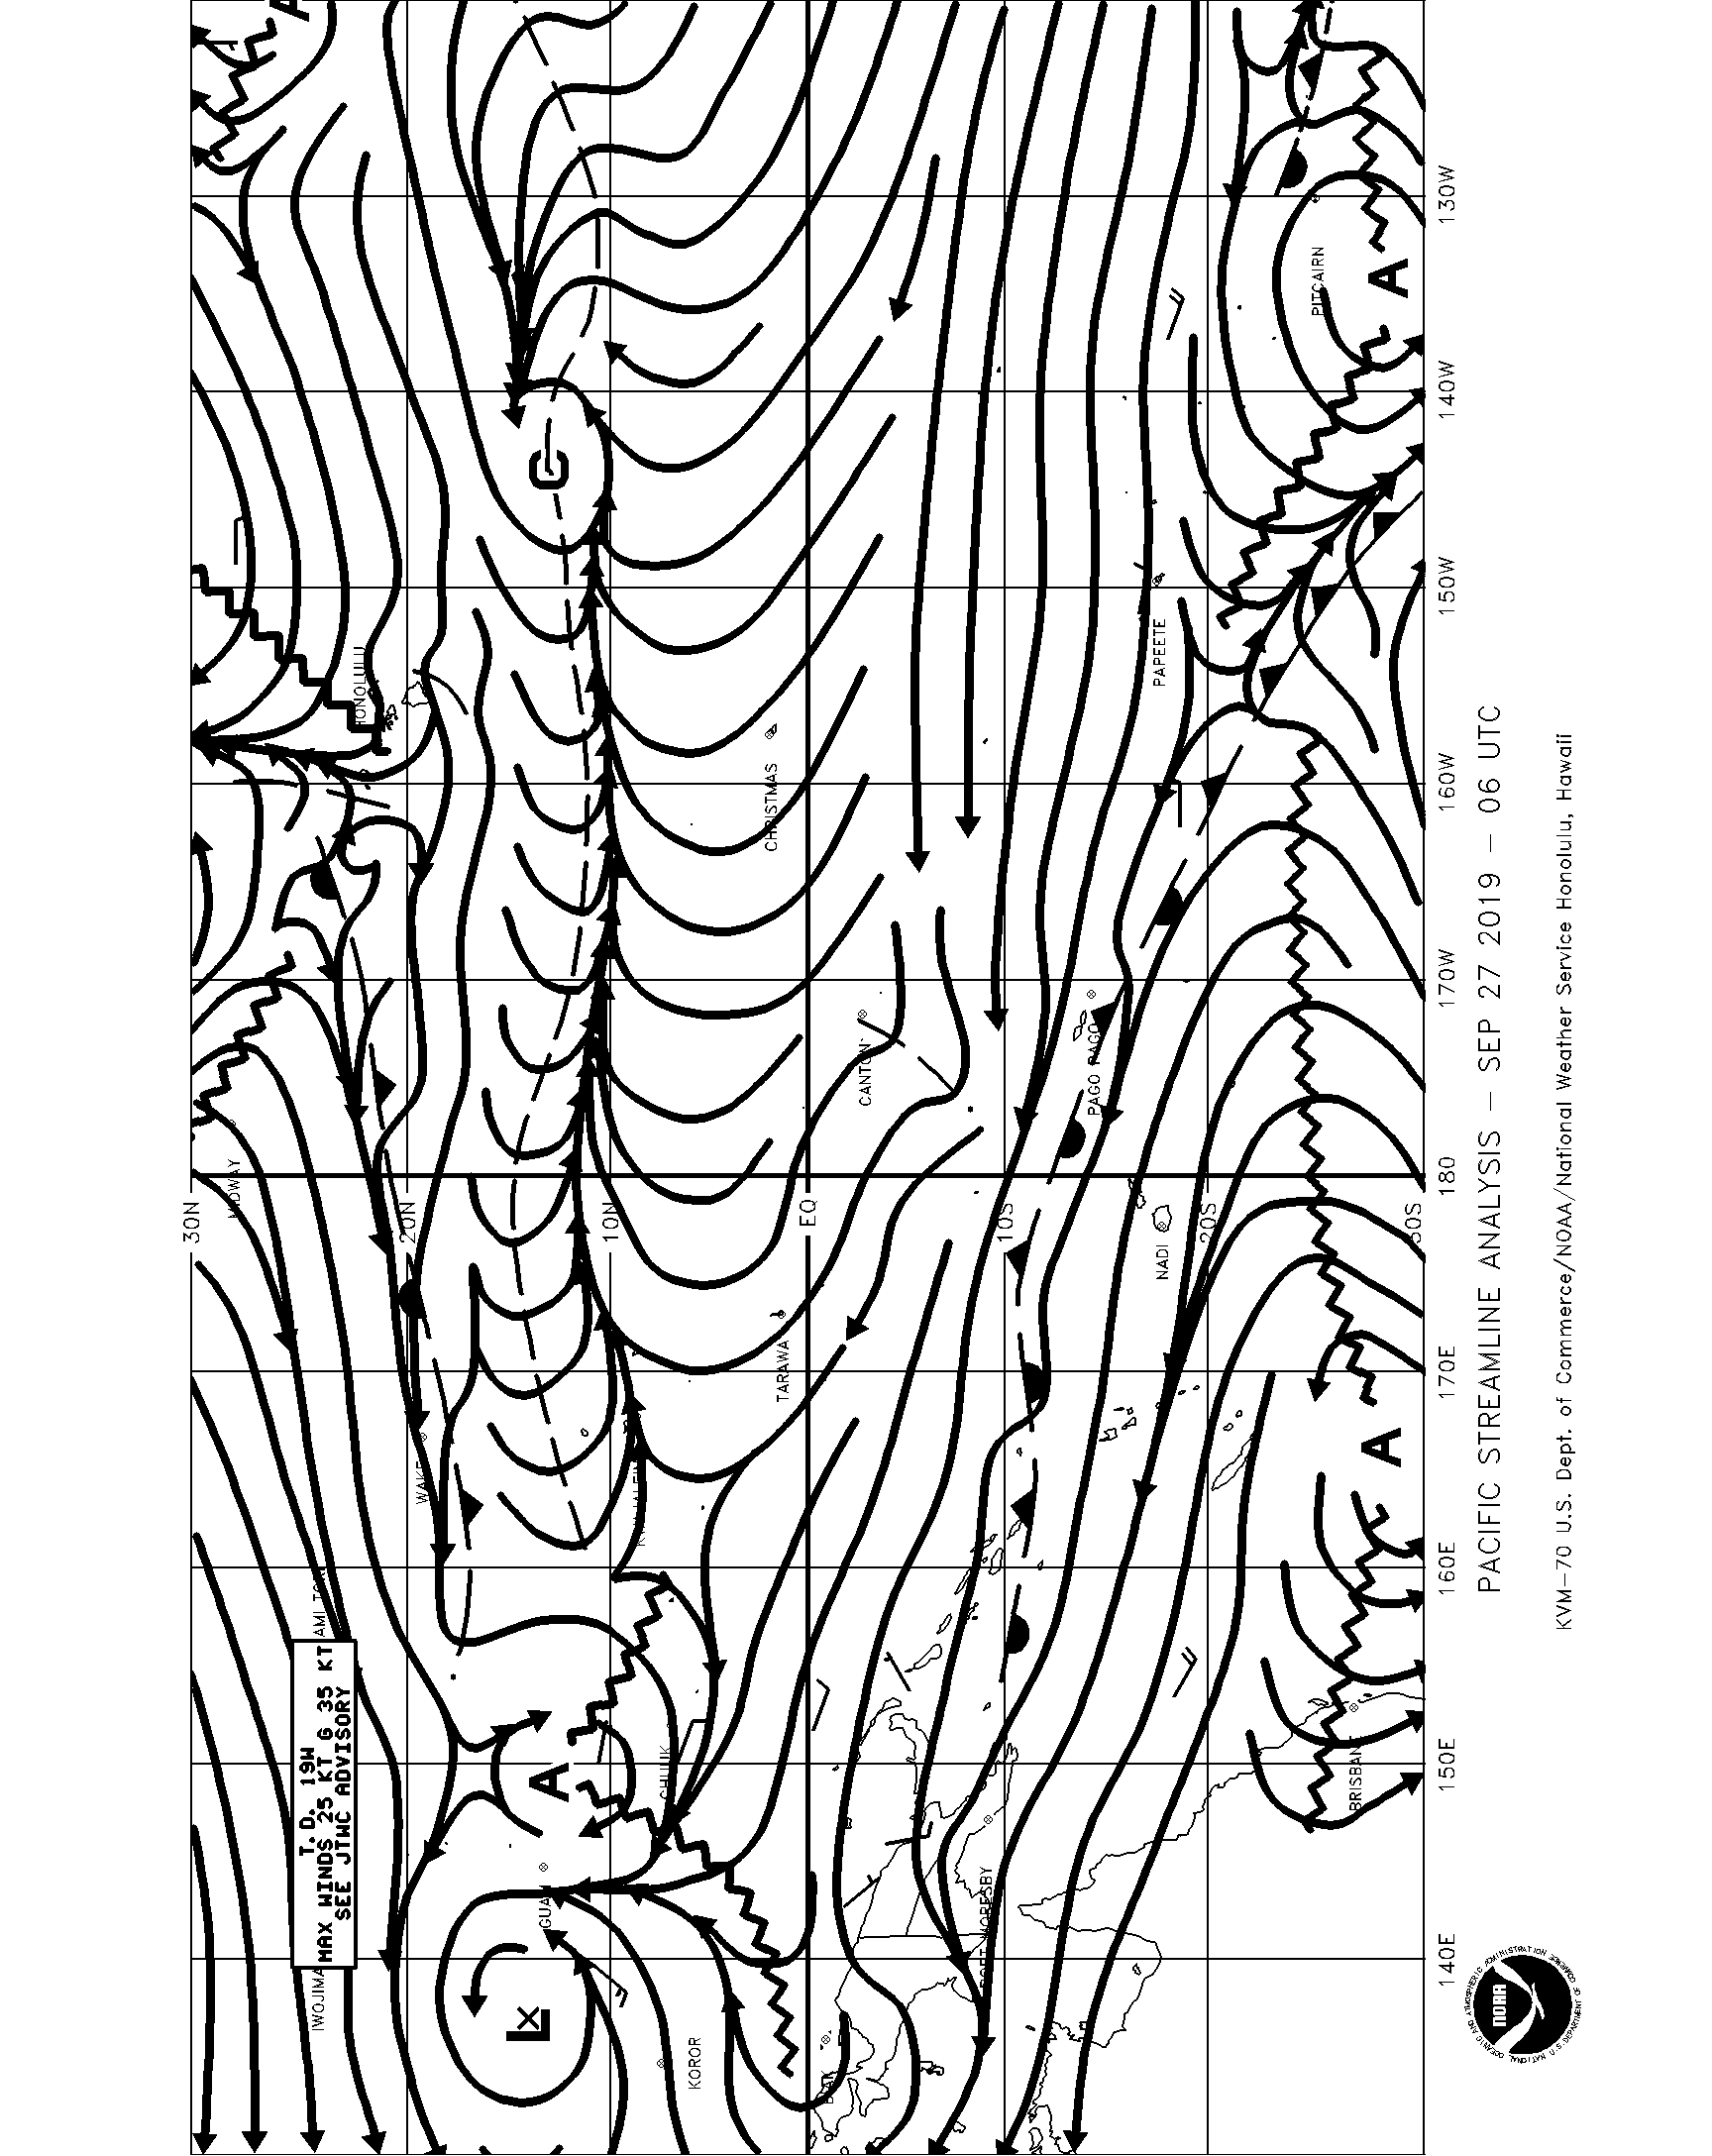 A
A
A
A
A
C
L
T.D. 19W
MAX WINDS 25 KT G 35 KT
SEE JTWC ADVISORY
IWOJIMA
MIDWAY
HONOLULU
WAKE
GUAM
CHUUK
KOROR
CHRISTMAS
TARAWA
CANTON
PAGO PAGO
PAPEETE
PITCAIRN
NADI
PORT MORESBY
BRISBANE
30N
20N
10N
EQ
10S
20S
30S
140E
150E
160E
170E
180
170W
160W
150W
140W
130W
PACIFIC STREAMLINE ANALYSIS – SEP 27 2019 – 06 UTC
KVM–70 U.S. Dept. of Commerce/NOAA/National Weather Service Honolulu, Hawaii
NOAA
NATIONAL OCEANIC AND ATMOSPHERIC ADMINISTRATION
U.S. DEPARTMENT OF COMMERCE